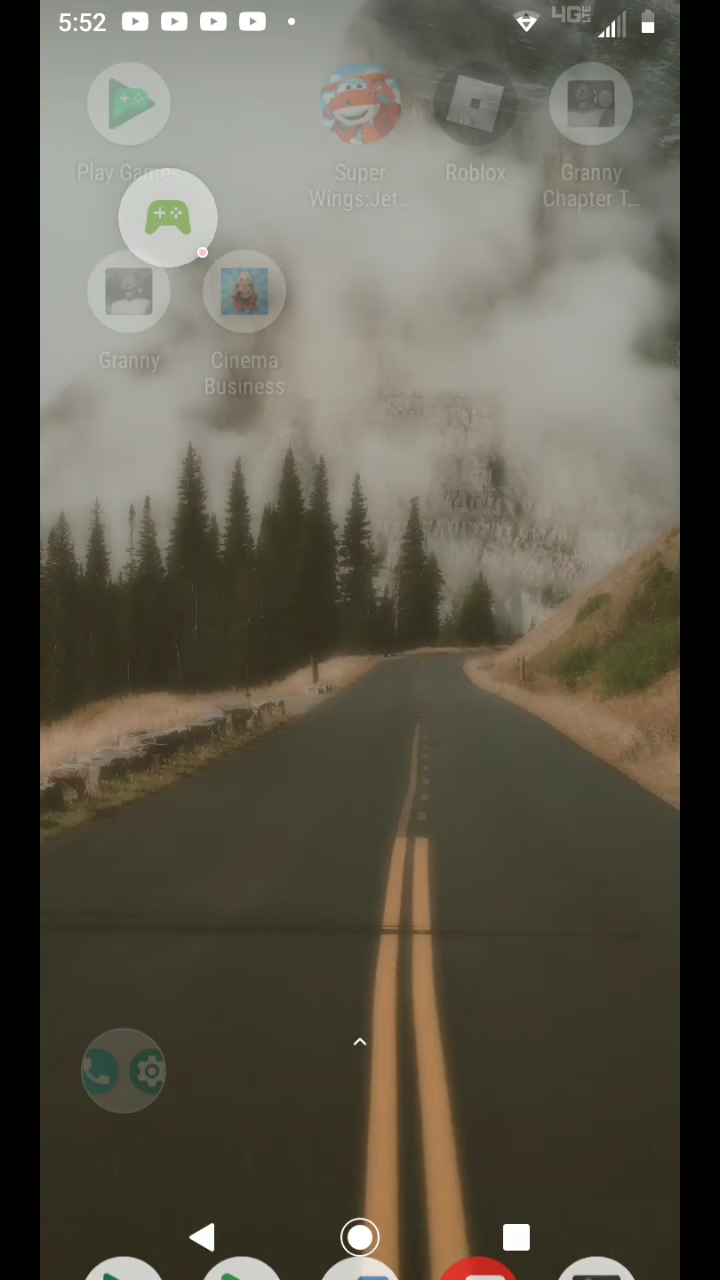 5:52
4G LTE
Play Games
Super
Wings:Jet...
Roblox
Granny
Chapter T...
Granny
Cinema
Business